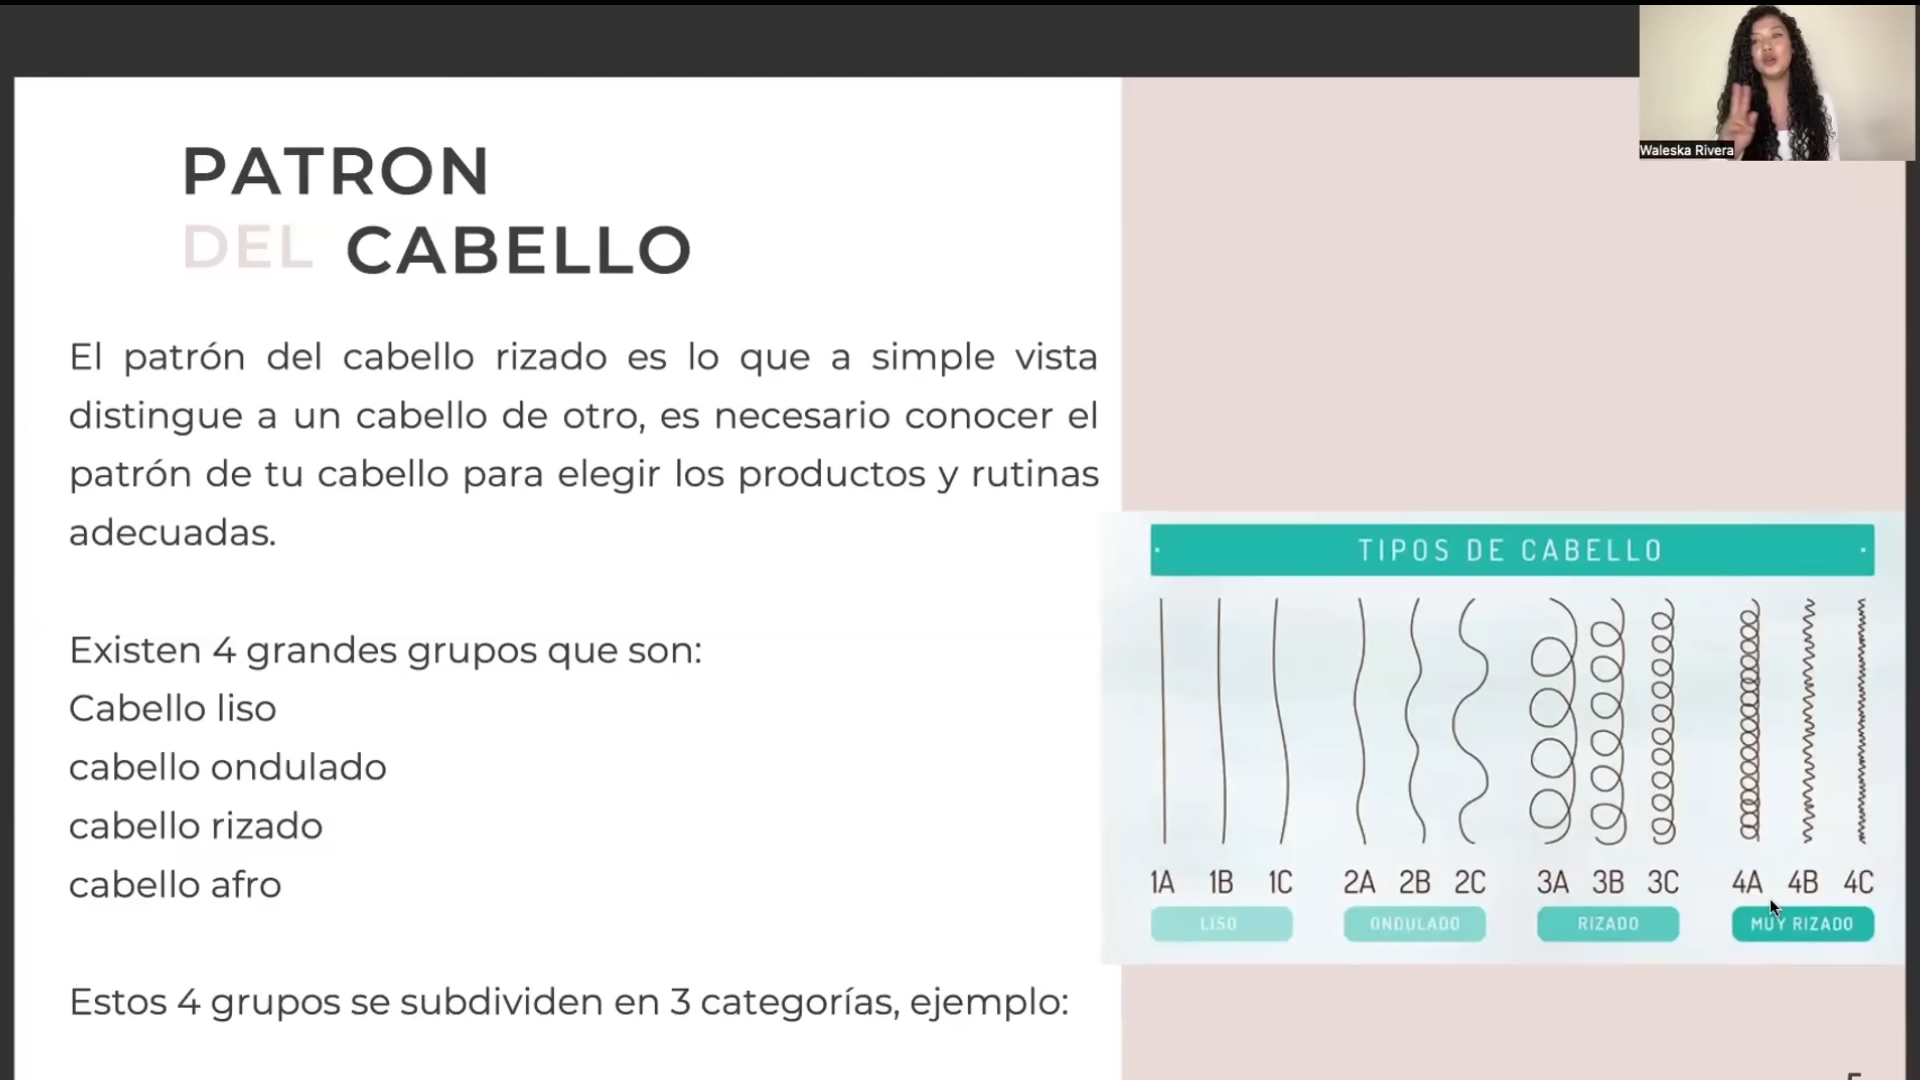 Waleska Rivera
PATRON
DEL CABELLO
El patrón del cabello rizado es lo que a simple vista
distingue a un cabello de otro, es necesario conocer el
patrón de tu cabello para elegir los productos y rutinas
adecuadas.
Existen 4 grandes grupos que son:
Cabello liso
cabello ondulado
cabello rizado
cabello afro
Estos 4 grupos se subdividen en 3 categorías, ejemplo:
TIPOS DE CABELLO
1A 1B 1C 2A 2B 2C 3A 3B 3C 4A 4B 4C
LISO ONDULADO RIZADO MUY RIZADO